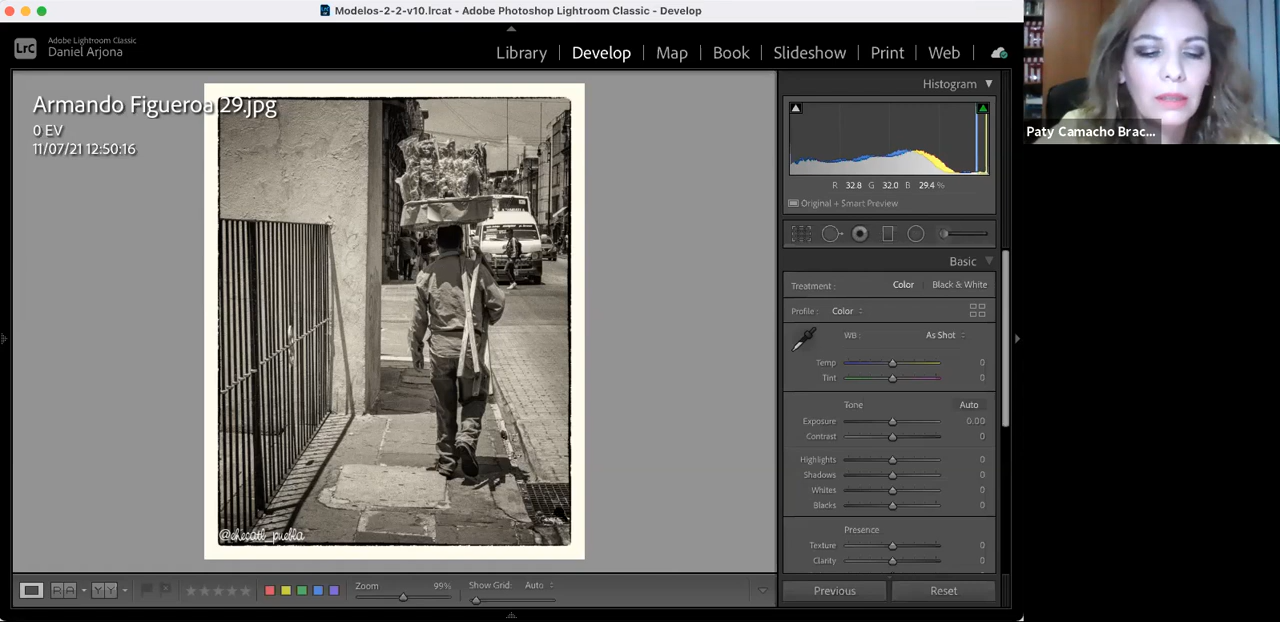 Modelos-2-2-v10.lrcat - Adobe Photoshop Lightroom Classic - Develop
LrC
Adobe Lightroom Classic
Daniel Arjona
Library | Develop | Map | Book | Slideshow | Print | Web
Armando Figueroa 29.jpg
0 EV
11/07/21 12:50:16
@ehecatl_puebla
Histogram
R 32.8 G 32.0 B 29.4 %
Original + Smart Preview
Basic
Treatment : Color Black & White
Profile : Color
WB : As Shot
Temp 0
Tint 0
Tone Auto
Exposure 0.00
Contrast 0
Highlights 0
Shadows 0
Whites 0
Blacks 0
Presence
Texture 0
Clarity 0
Previous Reset
Zoom 99% Show Grid: Auto
Paty Camacho Brac...